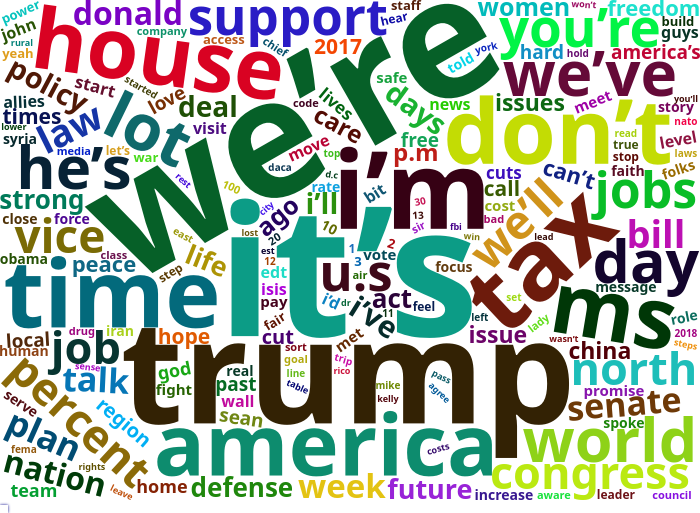 power
donald
support
staff
women
won't
freedom
john
company
hear
you're
build
rural
house
access
chief
2017
we're
told
york
hard
hold
america's
guys
yeah
policy
start
started
love
lives
safe
we've
you'll
allies
times
law
lot
deal
code
care
days
news
issues
meet
story
nato
lower
visit
free
don't
read
true
level
syria
media
let's
war
move
top
p.m
stop
laws
he's
rest
daca
d.c
i'm
cuts
can't
faith
folks
strong
100
rate
bit
call
jobs
close
force
city
ago
i'll
30
cost
we'll
vice
east
lost
10
13
bad
tax
bill
obama
class
life
20
it's
sir
fbi
win
lead
day
peace
step
est
12
1
2
vote
focus
message
time
edt
3
air
u.s
set
ms
isis
i'd
dr
act
feel
left
lady
role
pay
i've
11
issue
wasn't
2018
local
drug
iran
hope
fair
cut
met
china
steps
human
job
sense
trump
sort
trip
north
percent
talk
god
real
goal
rico
pass
promise
serve
fight
past
line
table
mike
agree
senate
plan
region
wall
kelly
spoke
fema
sean
america
costs
world
nation
rights
congress
team
leave
home
defense
week
future
increase
aware
leader
council